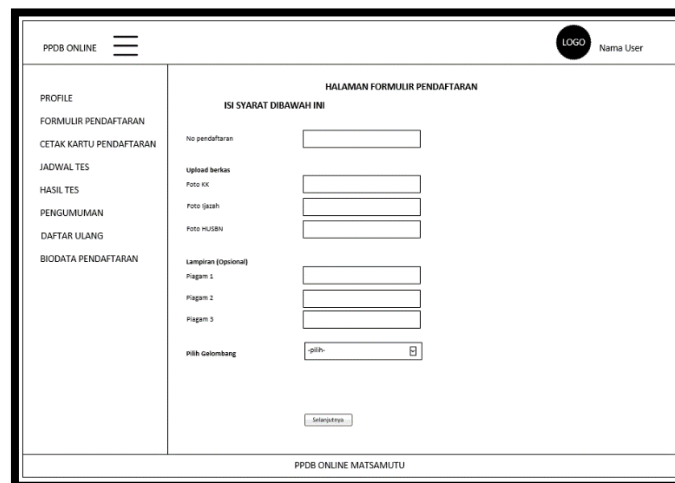 PPDB ONLINE
LOGO
Nama User
PROFILE
FORMULIR PENDAFTARAN
CETAK KARTU PENDAFTARAN
JADWAL TES
HASIL TES
PENGUMUMAN
DAFTAR ULANG
BIODATA PENDAFTARAN
HALAMAN FORMULIR PENDAFTARAN
ISI SYARAT DIBAWAH INI
No pendaftaran
Upload berkas
Foto KK
Foto Ijazah
Foto HUSBN
Lampiran (Opsional)
Piagam 1
Piagam 2
Piagam 3
Pilih Gelombang
-pilih-
Selanjutnya
PPDB ONLINE MATSAMUTU